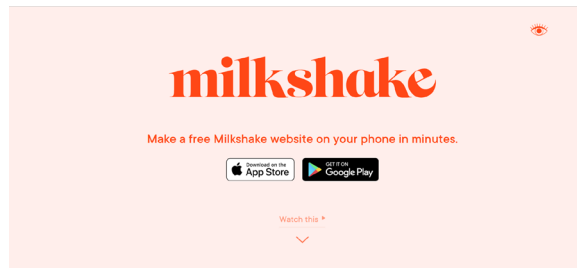 milkshake
Make a free Milkshake website on your phone in minutes.
Download on the
App Store
GET IT ON
Google Play
Watch this